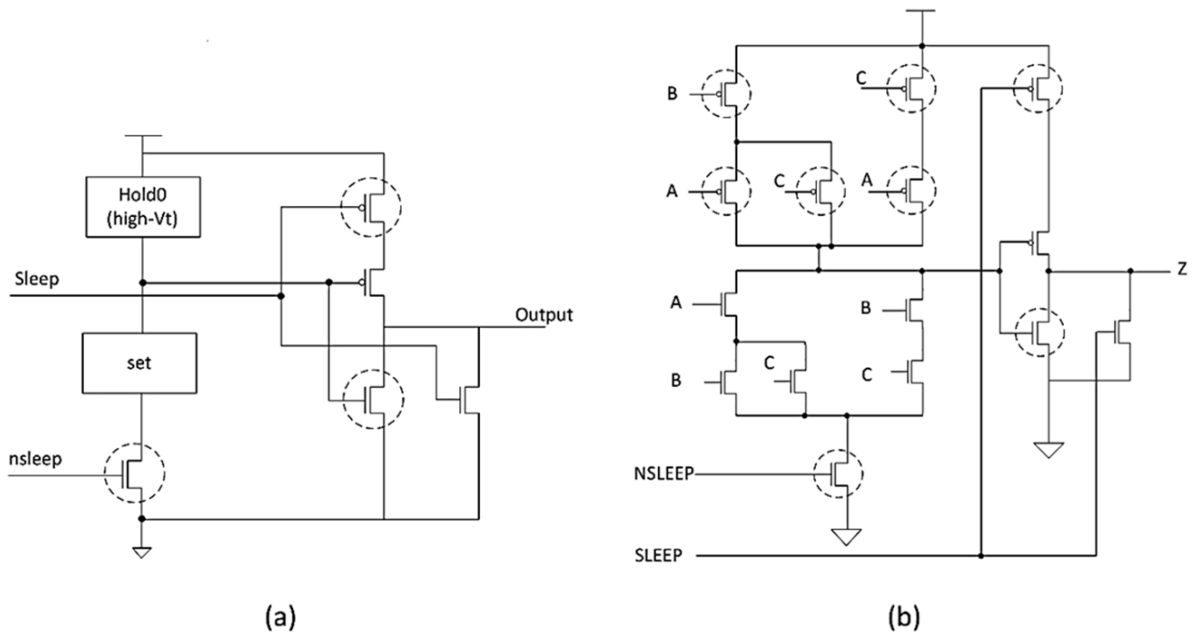 Hold0
(high-Vt)
Sleep
set
nsleep
Output
(a)
B
C
A
C
A
A
B
B
C
C
Z
NSLEEP
SLEEP
(b)